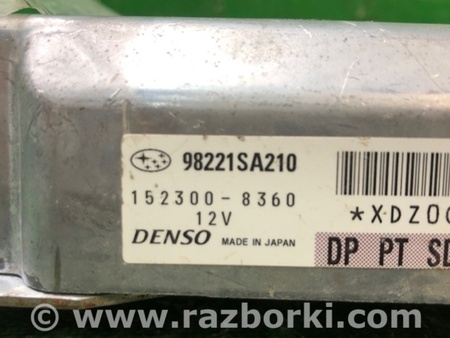 98221SA210
152300-8360
12V
*XDZ0
DENSO MADE IN JAPAN
DP PT SD
www.razborki.com